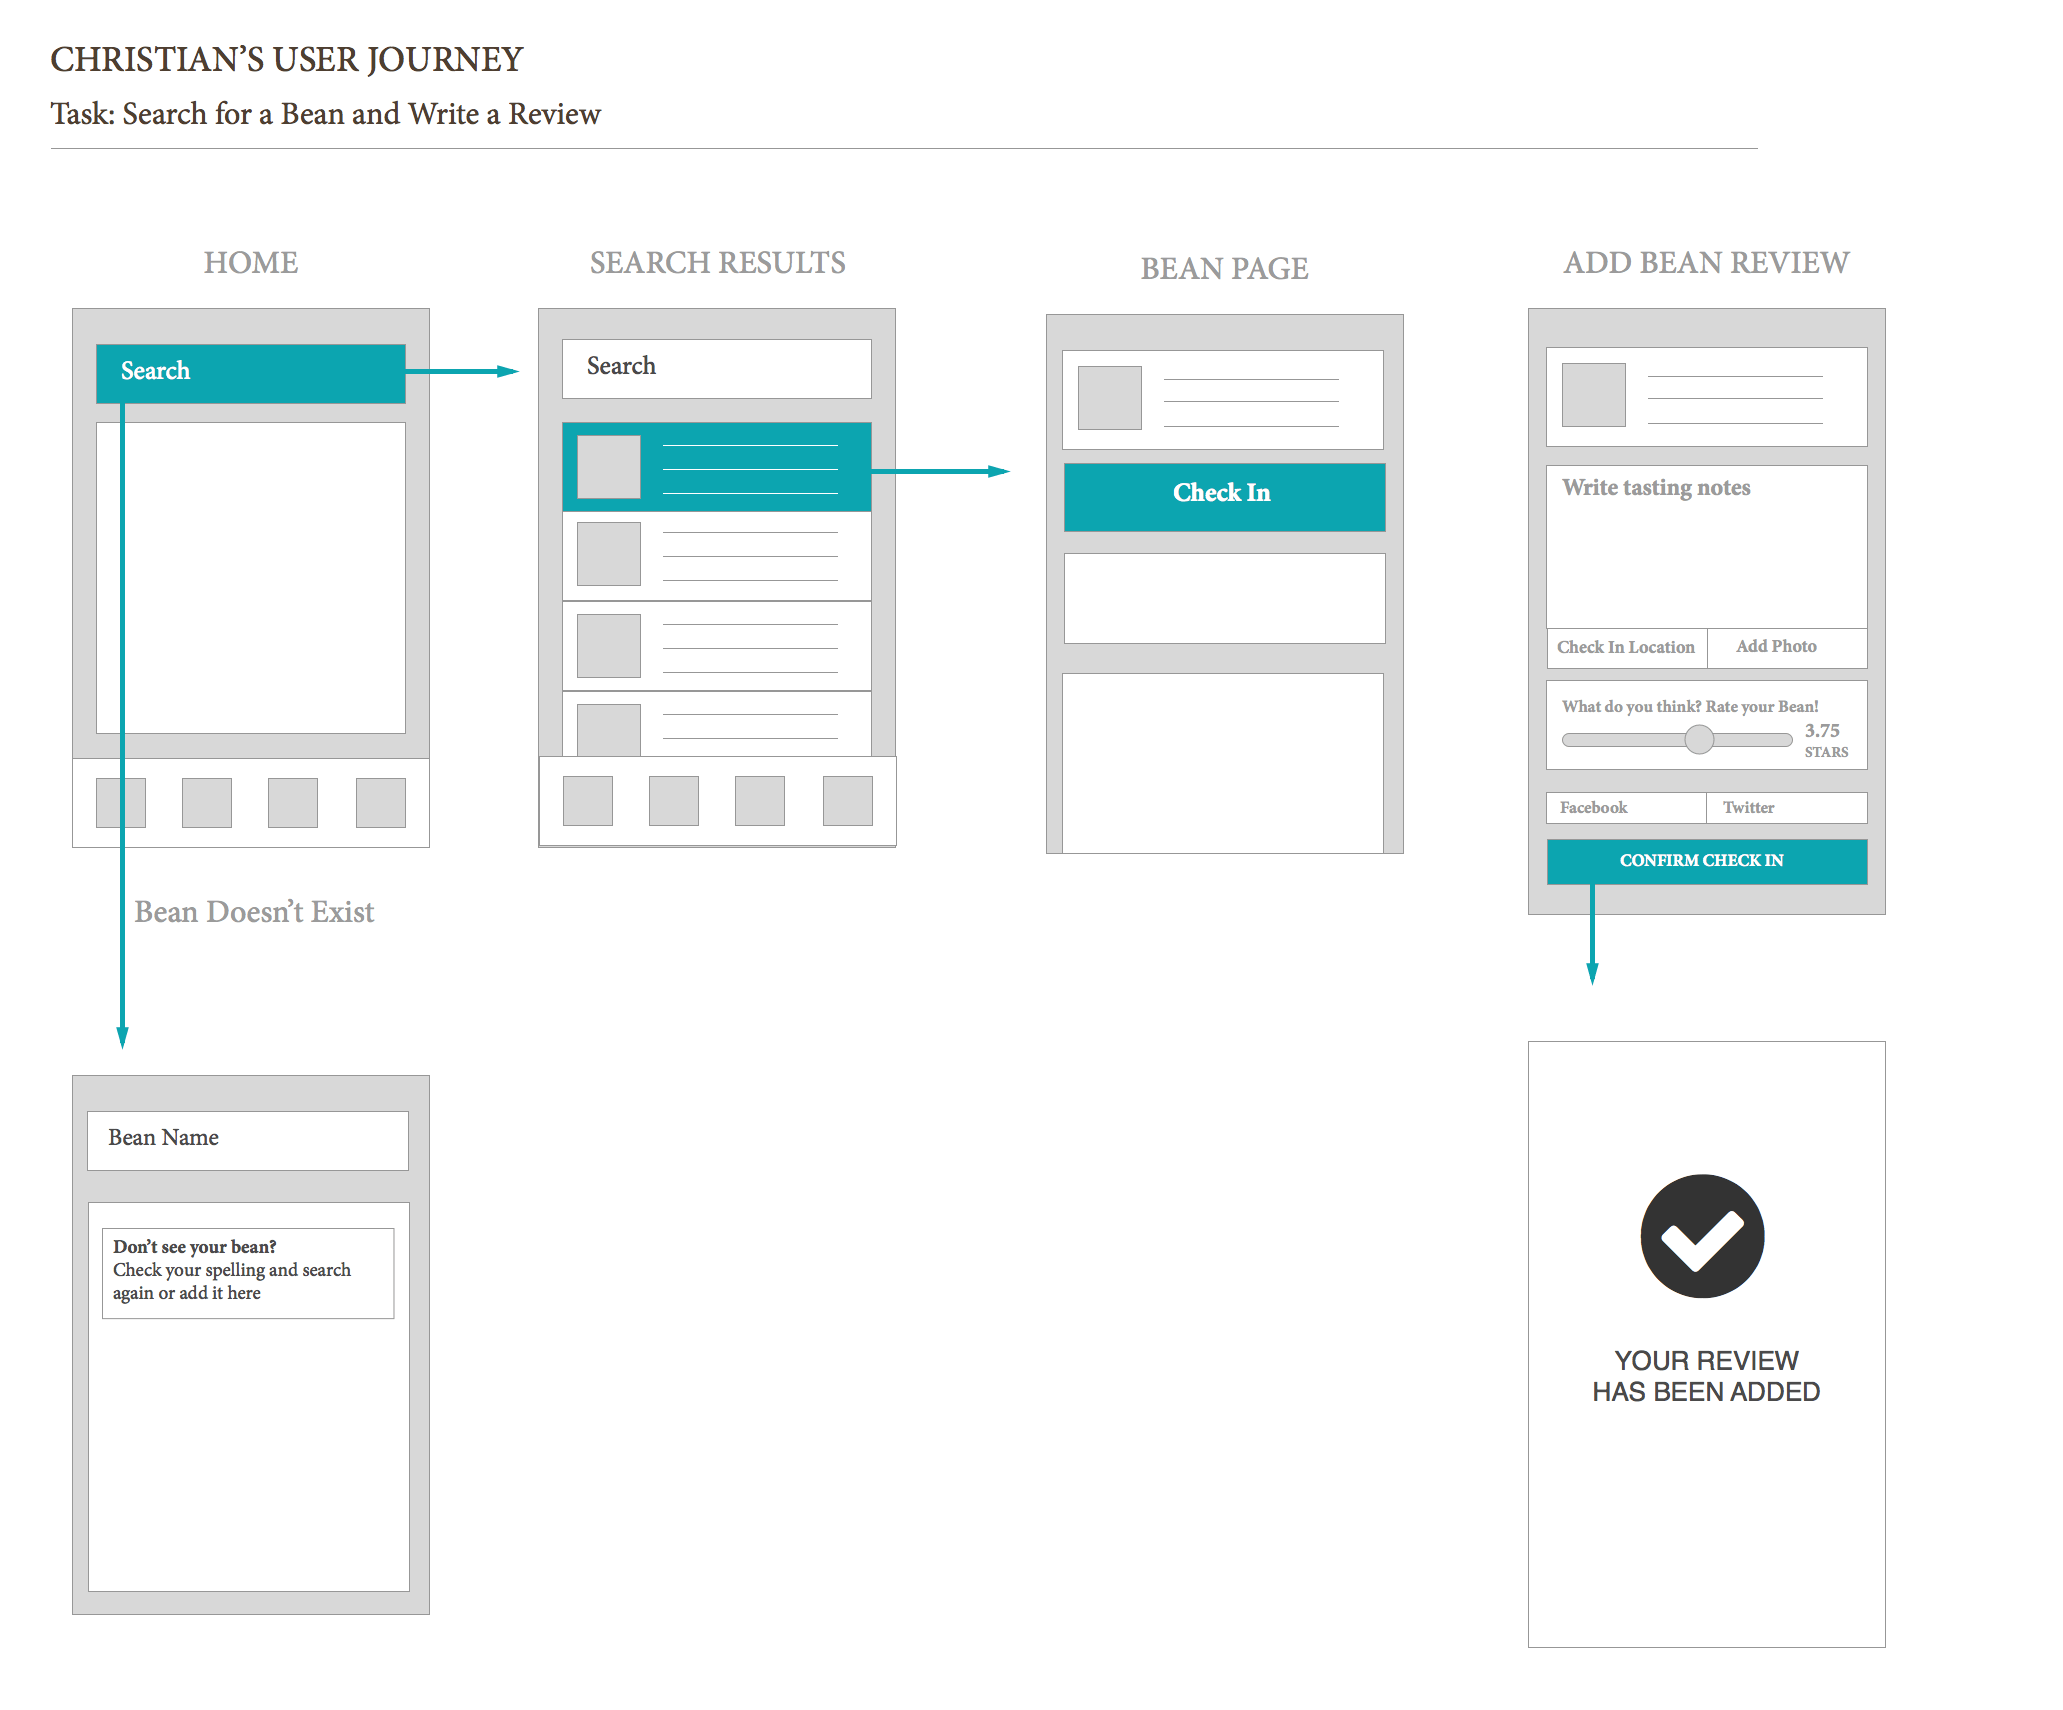 CHRISTIAN’S USER JOURNEY
Task: Search for a Bean and Write a Review
HOME
Search
Bean Doesn’t Exist
Bean Name
Don’t see your bean?
Check your spelling and search
again or add it here
SEARCH RESULTS
Search
BEAN PAGE
Check In
ADD BEAN REVIEW
Write tasting notes
Check In Location
Add Photo
What do you think? Rate your Bean!
3.75
STARS
Facebook
Twitter
CONFIRM CHECK IN
YOUR REVIEW
HAS BEEN ADDED